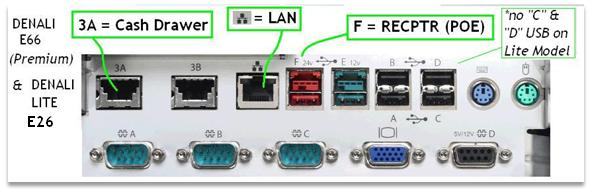 DENALI
E66
(Premium)
& DENALI
LITE
E26
3A = Cash Drawer
= LAN
F = RECPTR (POE)
*no "C" &
"D" USB on
Lite Model
3A
3B
F 24v
E 12v
B
D
A
C
A
B
C
5V/12V
D